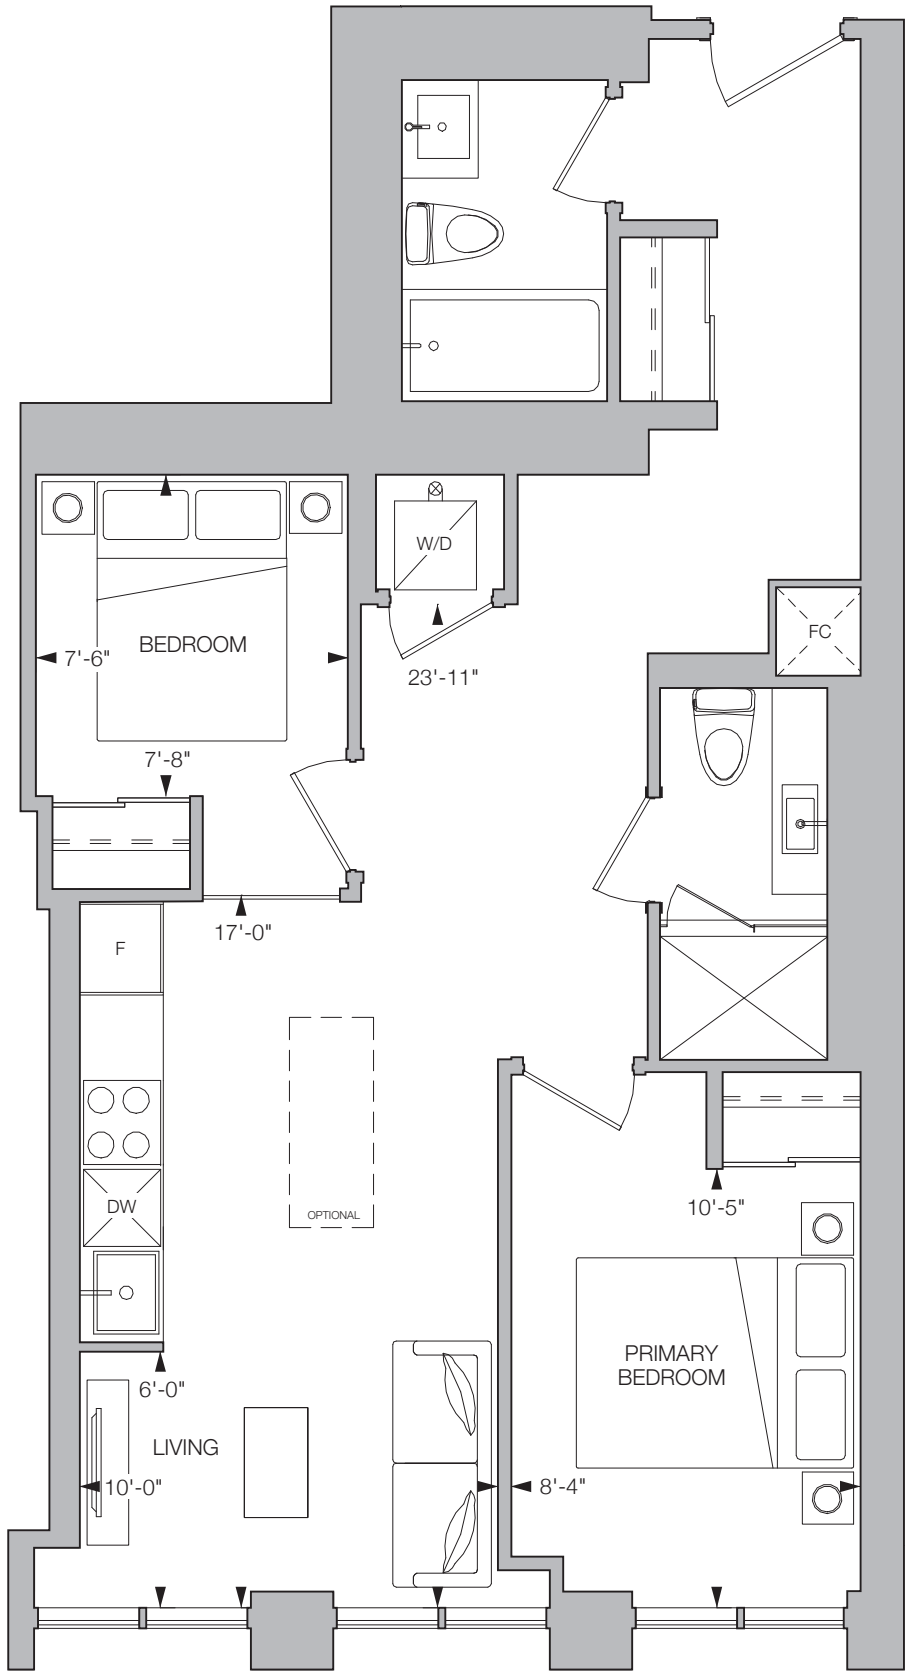 W/D
BEDROOM
7'-6"
23'-11"
FC
7'-8"
17'-0"
F
DW
OPTIONAL
10'-5"
PRIMARY
BEDROOM
6'-0"
LIVING
10'-0"
8'-4"